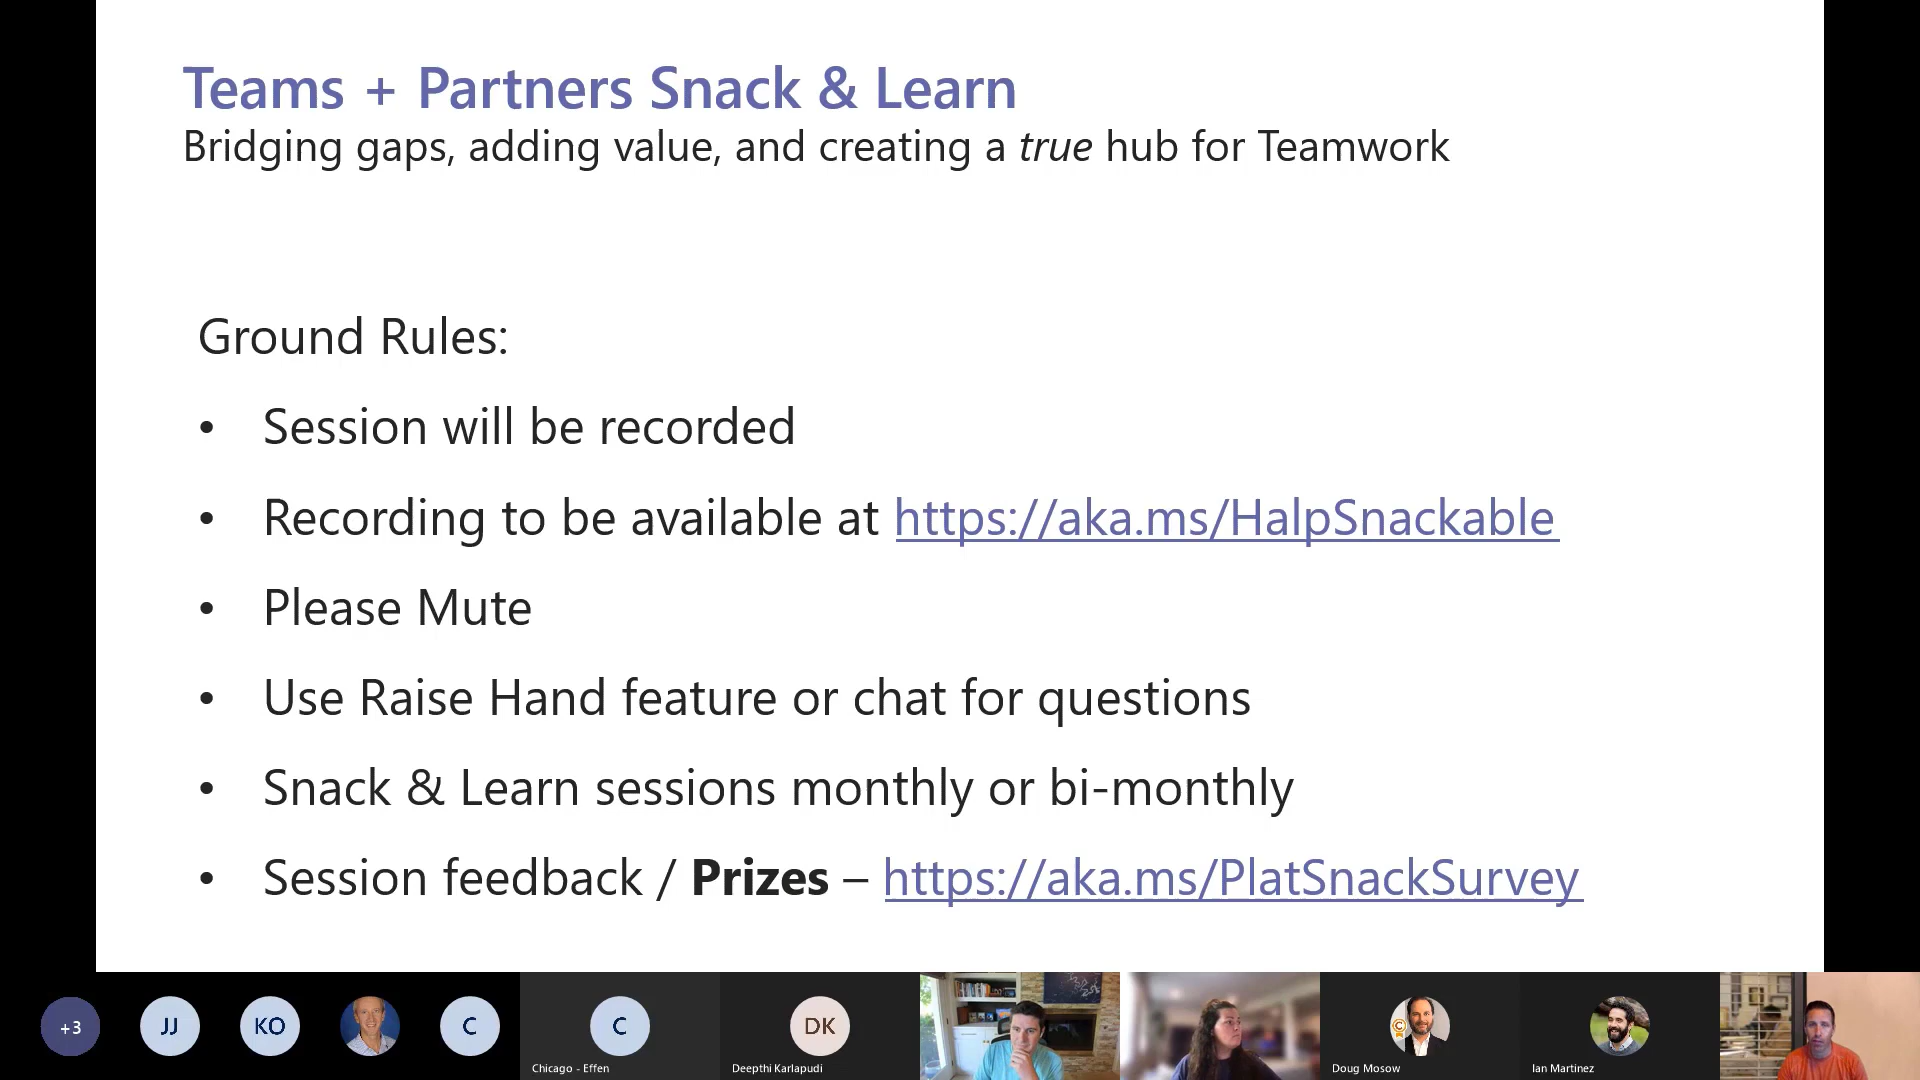 Teams + Partners Snack & Learn
Bridging gaps, adding value, and creating a true hub for Teamwork
Ground Rules:
• Session will be recorded
• Recording to be available at https://aka.ms/HalpSnackable
• Please Mute
• Use Raise Hand feature or chat for questions
• Snack & Learn sessions monthly or bi-monthly
• Session feedback / Prizes – https://aka.ms/PlatSnackSurvey
+3
JJ
KO
C
C
DK
Chicago - Effen
Deepthi Karlapudi
Doug Mosow
Ian Martinez